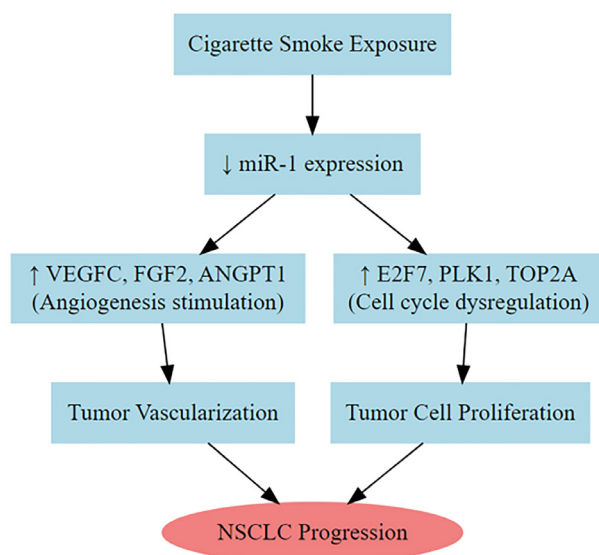 Cigarette Smoke Exposure
↓ miR-1 expression
↑ VEGFC, FGF2, ANGPT1
(Angiogenesis stimulation)
↑ E2F7, PLK1, TOP2A
(Cell cycle dysregulation)
Tumor Vascularization
Tumor Cell Proliferation
NSCLC Progression